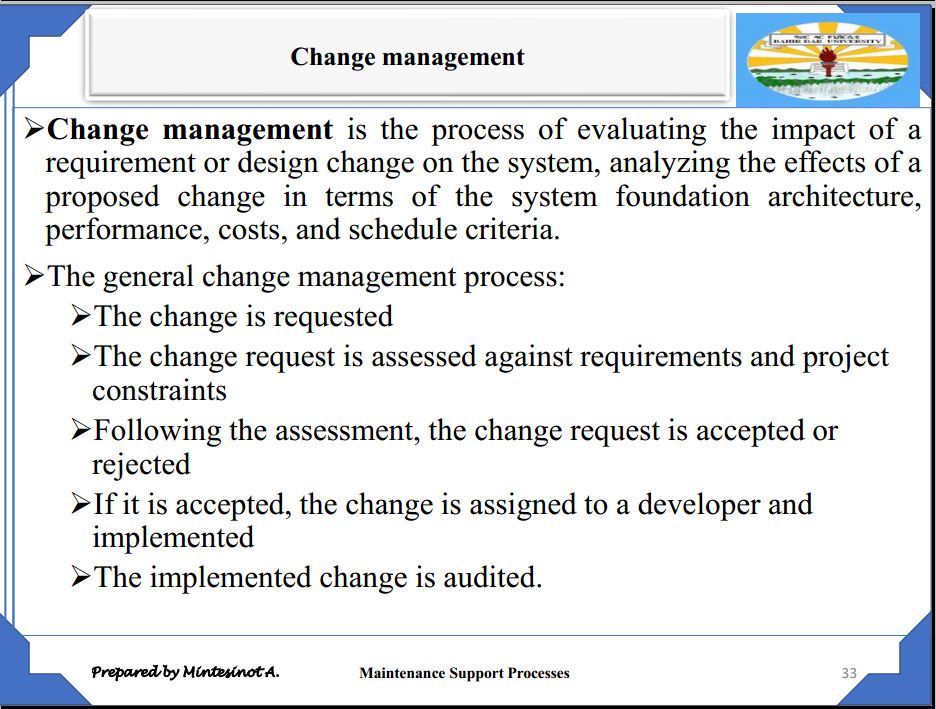 Change management
BAHIR DAR UNIVERSITY
➢Change management is the process of evaluating the impact of a
requirement or design change on the system, analyzing the effects of a
proposed change in terms of the system foundation architecture,
performance, costs, and schedule criteria.
➢The general change management process:
➢The change is requested
➢The change request is assessed against requirements and project
constraints
➢Following the assessment, the change request is accepted or
rejected
➢If it is accepted, the change is assigned to a developer and
implemented
➢The implemented change is audited.
Prepared by Mintesinot A.
Maintenance Support Processes
33